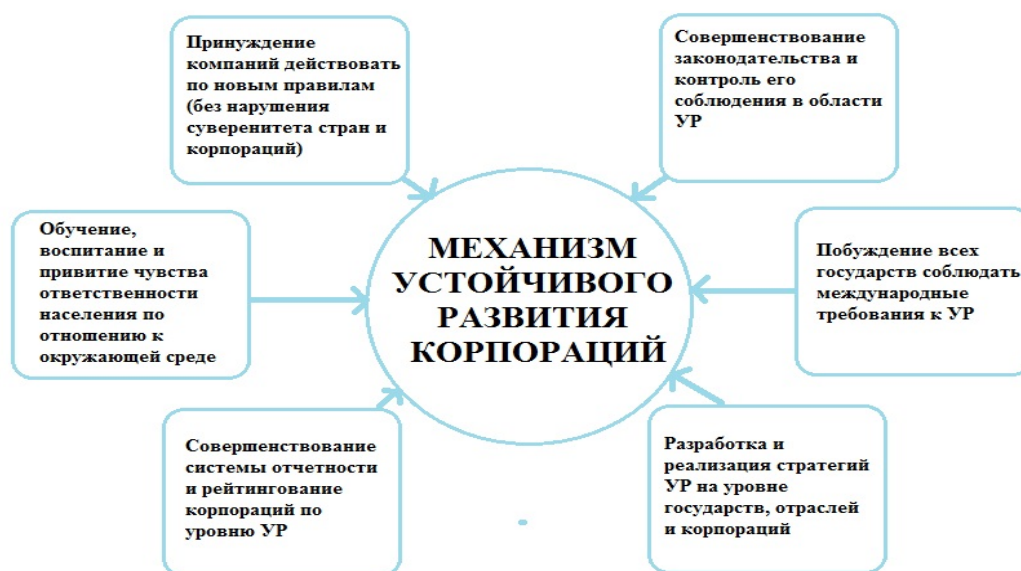 Принуждение
компаний действовать
по новым правилам
(без нарушения
суверенитета стран и
корпораций)
Совершенствование
законодательства и
контроль его
соблюдения в области
УР
Обучение,
воспитание и
привитие чувства
ответственности
населения по
отношению к
окружающей среде
МЕХАНИЗМ
УСТОЙЧИВОГО
РАЗВИТИЯ
КОРПОРАЦИЙ
Побуждение всех
государств соблюдать
международные
требования к УР
Совершенствование
системы отчетности
и рейтингование
корпораций по
уровню УР
Разработка и
реализация стратегий
УР на уровне
государств, отраслей
и корпораций